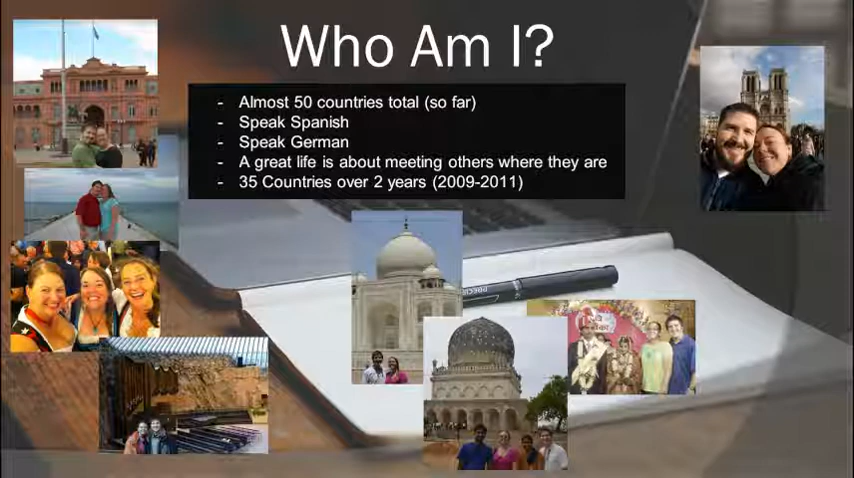 Who Am I?
- Almost 50 countries total (so far)
- Speak Spanish
- Speak German
- A great life is about meeting others where they are
- 35 Countries over 2 years (2009-2011)